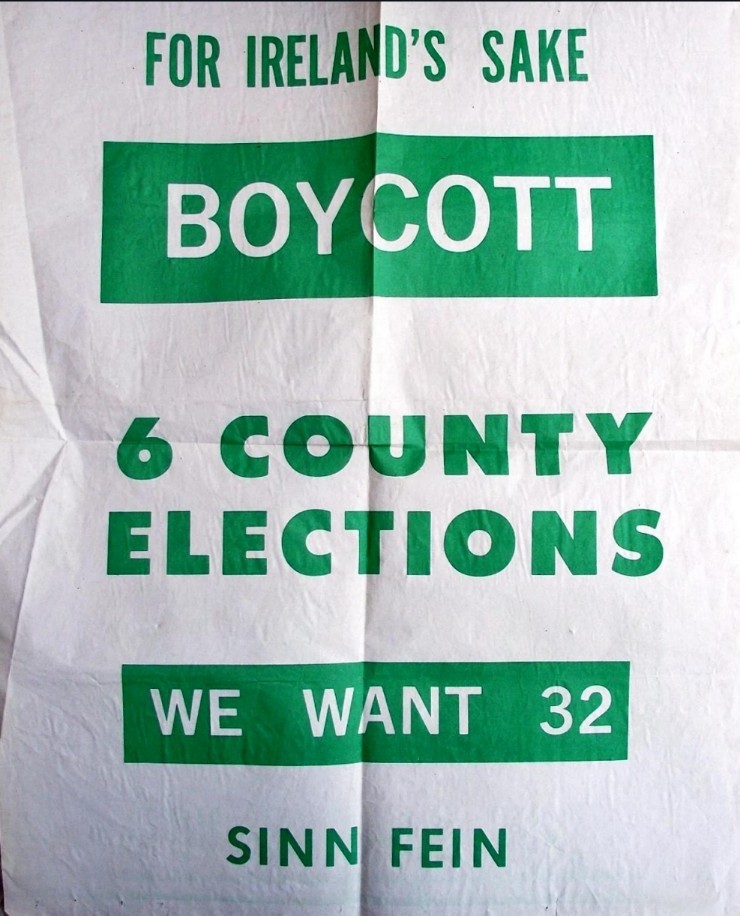 FOR IRELAND'S SAKE
BOYCOTT
6 COUNTY
ELECTIONS
WE WANT 32
SINN FEIN